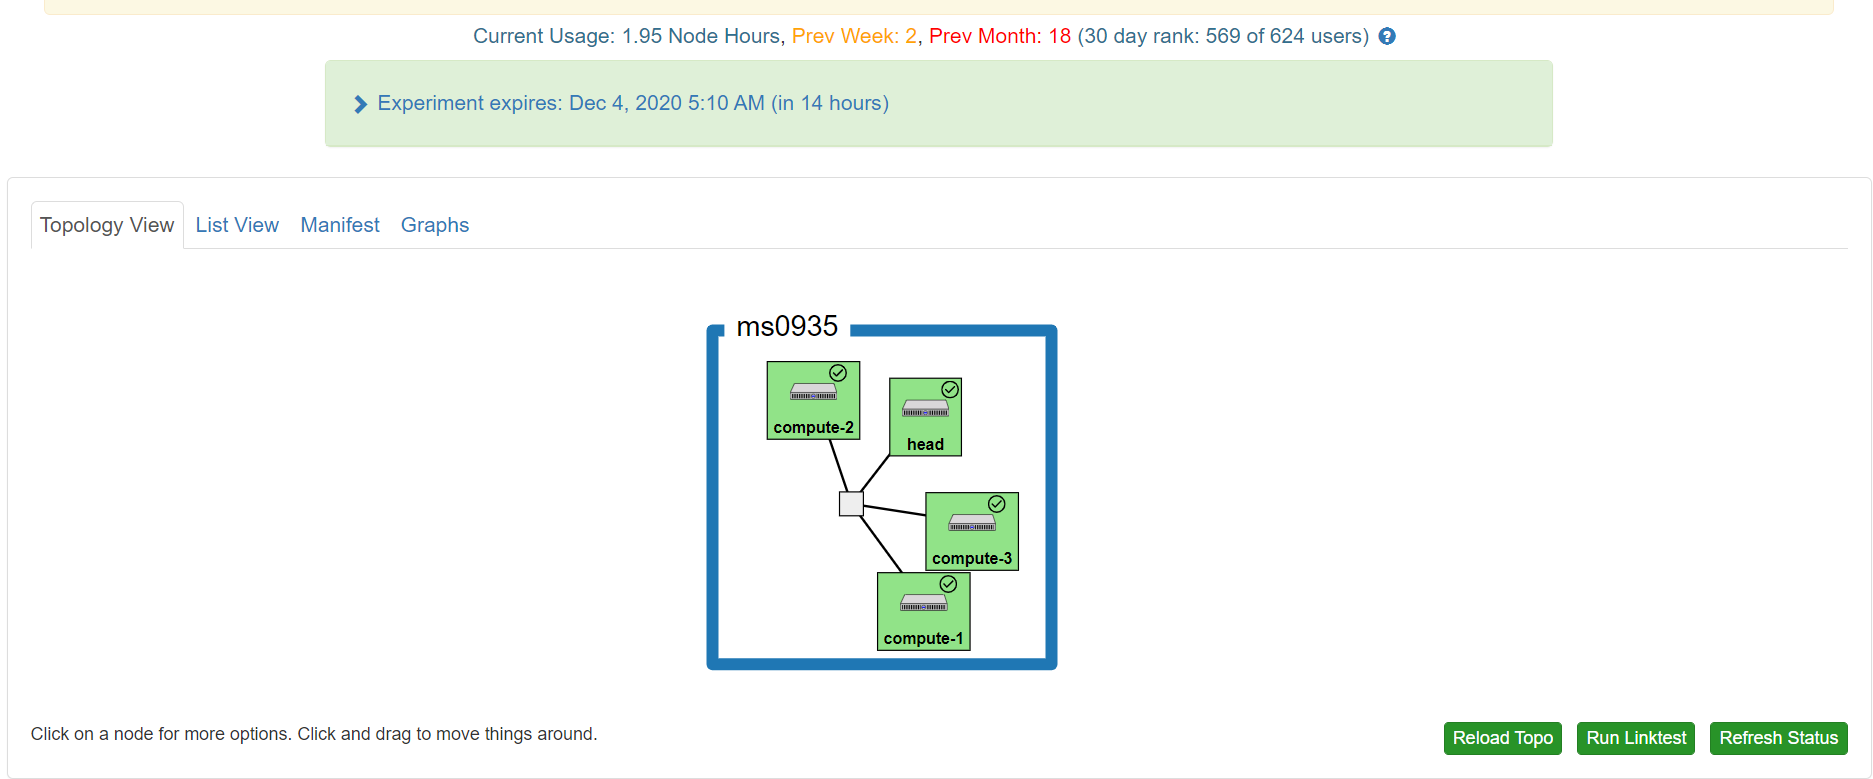 Current Usage: 1.95 Node Hours, Prev Week: 2, Prev Month: 18 (30 day rank: 569 of 624 users) ?
Experiment expires: Dec 4, 2020 5:10 AM (in 14 hours)
Topology View List View Manifest Graphs
ms0935
compute-2
head
compute-3
compute-1
Click on a node for more options. Click and drag to move things around.
Reload Topo Run Linktest Refresh Status